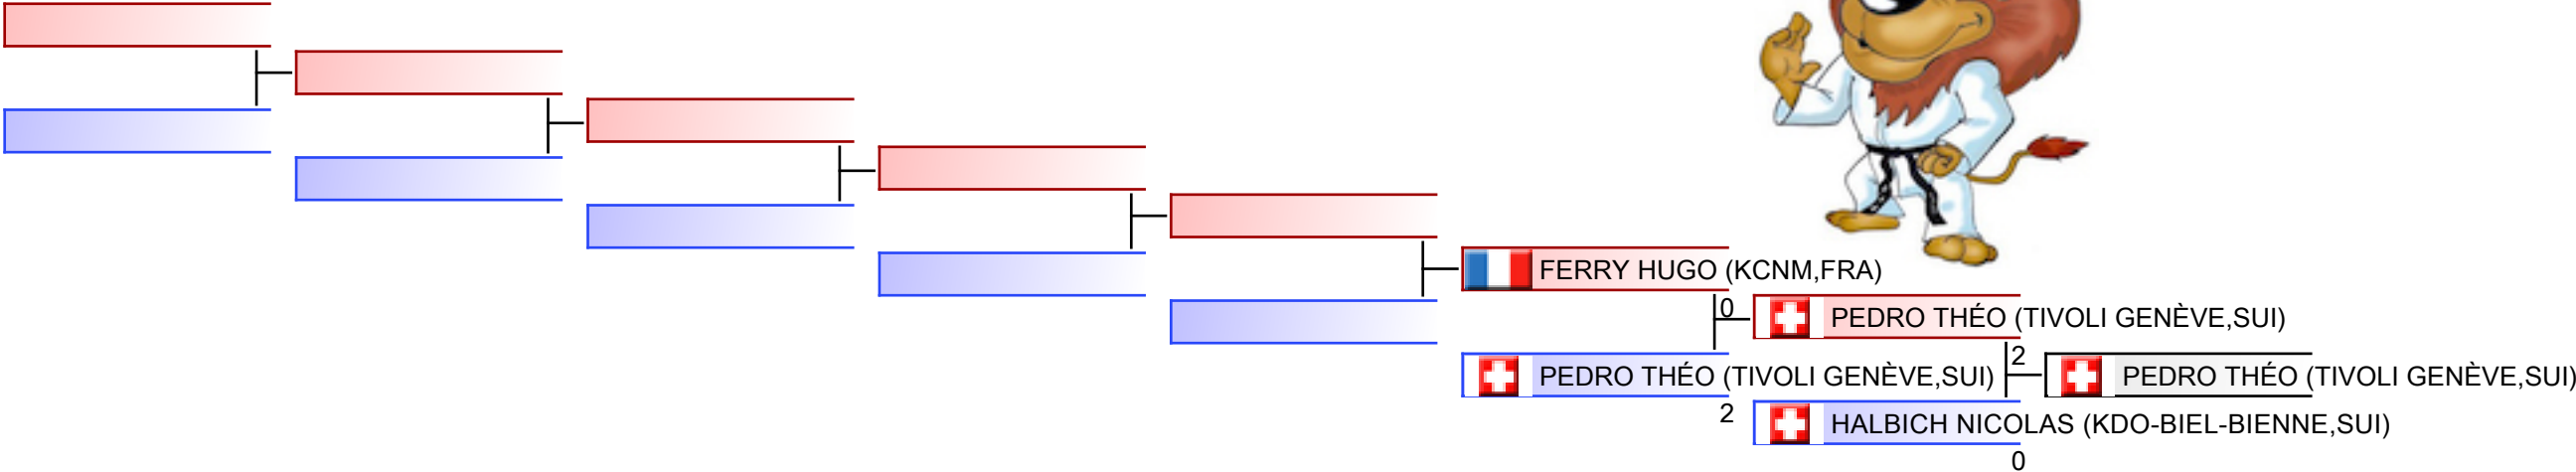 FERRY HUGO (KCNM,FRA)
0
PEDRO THÉO (TIVOLI GENÈVE,SUI)
PEDRO THÉO (TIVOLI GENÈVE,SUI)
2
2
PEDRO THÉO (TIVOLI GENÈVE,SUI)
HALBICH NICOLAS (KDO-BIEL-BIENNE,SUI)
0